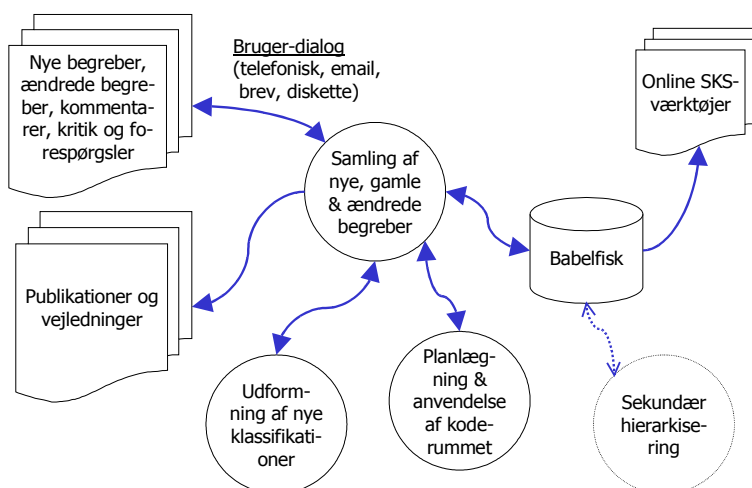 Nye begreber,
ændrede begre-
ber, kommenta-
rer, kritik og fo-
respørgsler
Bruger-dialog
(telefonisk, email,
brev, diskette)
Online SKS-
værktøjer
Samling af
nye, gamle
& ændrede
begreber
Publikationer og
vejledninger
Babelfisk
Udform-
ning af nye
klassifikati-
oner
Planlæg-
ning &
anvendelse
af kode-
rummet
Sekundær
hierarkise-
ring